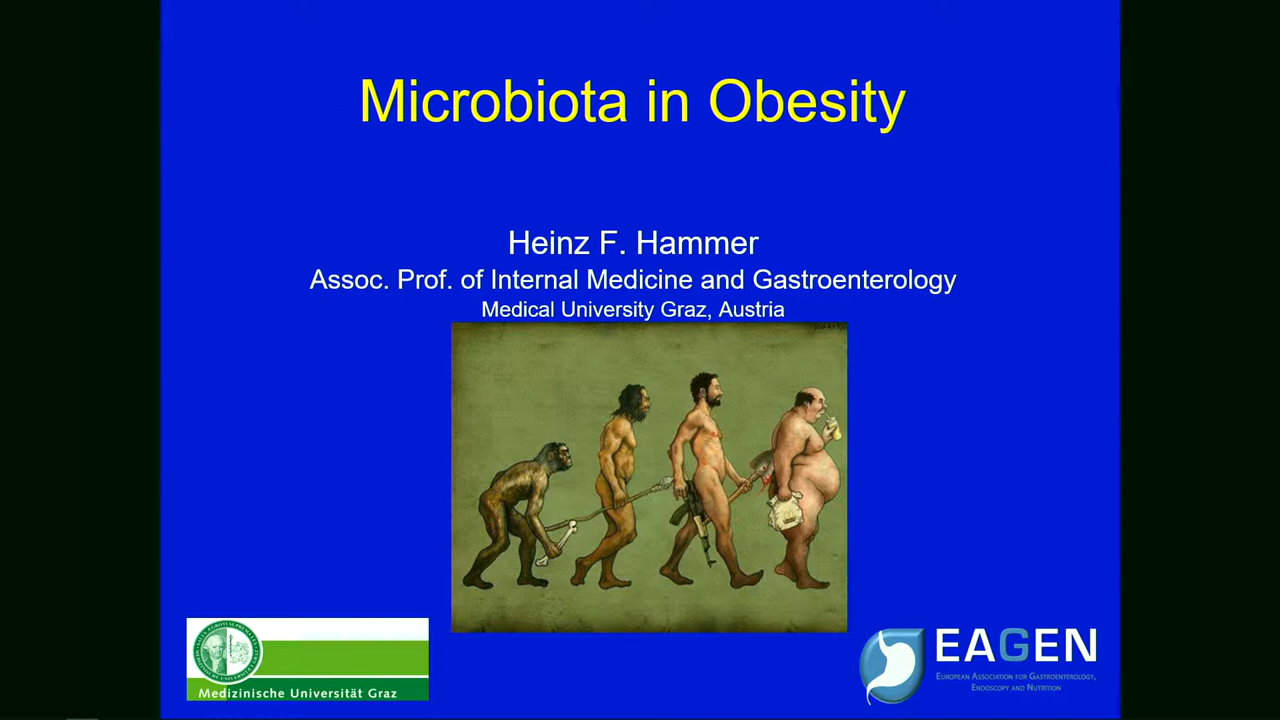 Microbiota in Obesity
Heinz F. Hammer
Assoc. Prof. of Internal Medicine and Gastroenterology
Medical University Graz, Austria
Medizinische Universität Graz
EAGEN
European Association for Gastroenterology,
Endoscopy and Nutrition